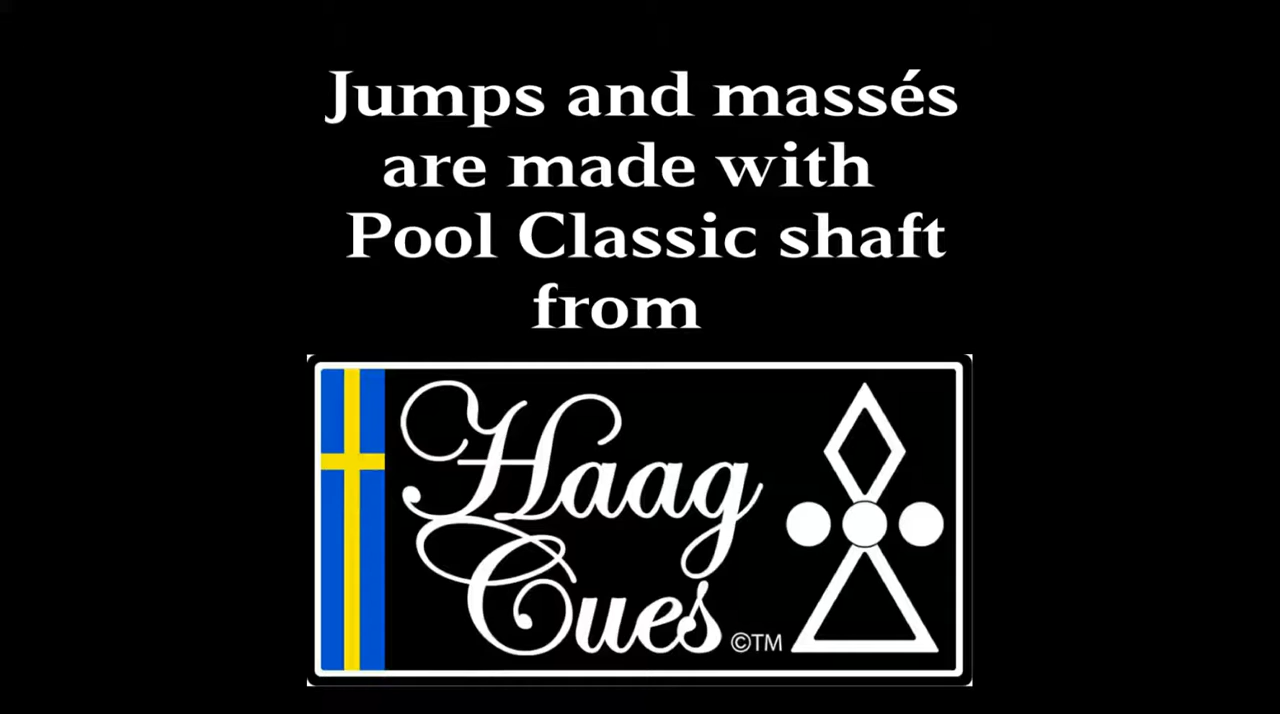 Jumps and massés
are made with
Pool Classic shaft
from
Haag
Cues ©TM